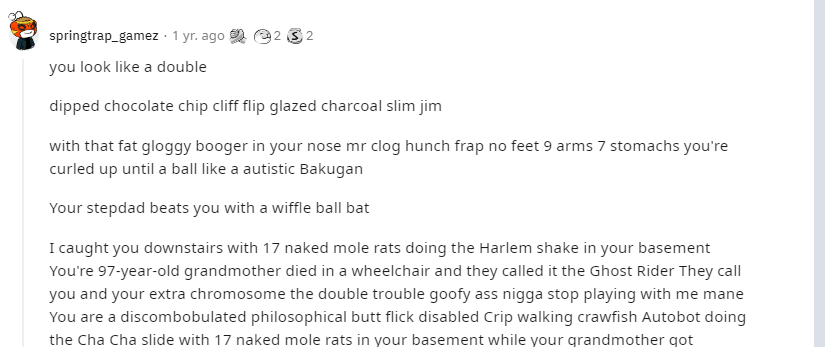 springtrap_gamez · 1 yr. ago 2 2
you look like a double
dipped chocolate chip cliff flip glazed charcoal slim jim
with that fat gloggy booger in your nose mr clog hunch frap no feet 9 arms 7 stomachs you're
curled up until a ball like a autistic Bakugan
Your stepdad beats you with a wiffle ball bat
I caught you downstairs with 17 naked mole rats doing the Harlem shake in your basement
You're 97-year-old grandmother died in a wheelchair and they called it the Ghost Rider They call
you and your extra chromosome the double trouble goofy ass nigga stop playing with me mane
You are a discombobulated philosophical butt flick disabled Crip walking crawfish Autobot doing
the Cha Cha slide with 17 naked mole rats in your basement while your grandmother got